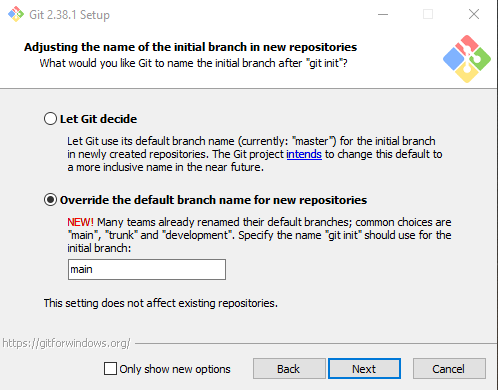 Git 2.38.1 Setup
Adjusting the name of the initial branch in new repositories
What would you like Git to name the initial branch after "git init"?
Let Git decide
Let Git use its default branch name (currently: "master") for the initial branch
in newly created repositories. The Git project intends to change this default to
a more inclusive name in the near future.
Override the default branch name for new repositories
NEW! Many teams already renamed their default branches; common choices are
"main", "trunk" and "development". Specify the name "git init" should use for the
initial branch:
main
This setting does not affect existing repositories.
https://gitforwindows.org/
Only show new options
Back
Next
Cancel